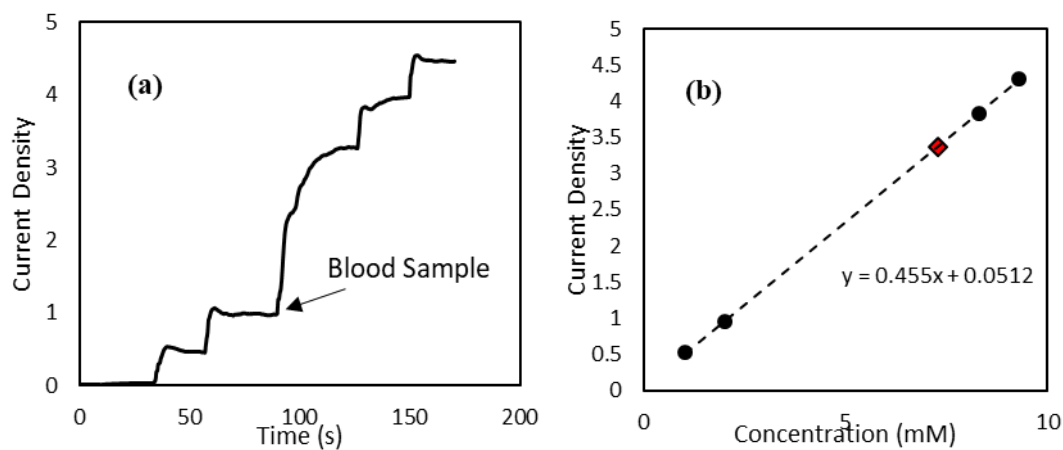 5
4
3
2
1
0
Current Density
(a)
Blood Sample
0 50 100 150 200
Time (s)
5
4.5
4
3.5
3
2.5
2
1.5
1
0.5
0
Current Density
(b)
y = 0.455x + 0.0512
0 5 10
Concentration (mM)